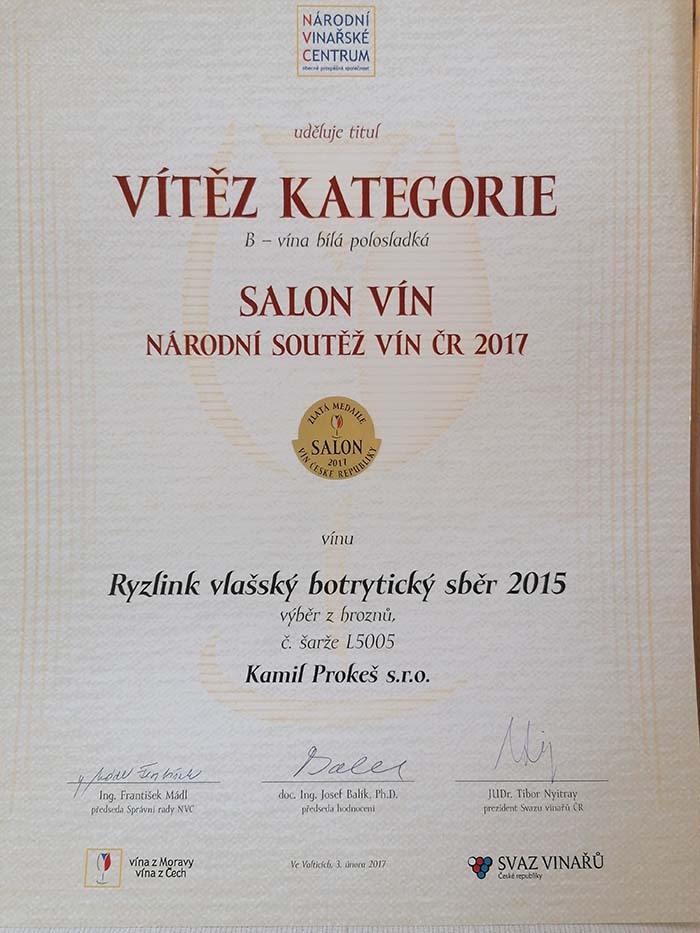 NÁRODNÍ
VINAŘSKÉ
CENTRUM
obecně prospěšná společnost
uděluje titul
VÍTĚZ KATEGORIE
B – vína bílá polosladká
SALON VÍN
NÁRODNÍ SOUTĚŽ VÍN ČR 2017
ZLATÁ MEDAILE
SALON
2017
VÍN ČESKÉ REPUBLIKY
vínu
Ryzlink vlašský botrytický sběr 2015
výběr z hroznů,
č. šarže L5005
Kamil Prokeš s.r.o.
Ing. František Mádl
předseda Správní rady NVC
doc. Ing. Josef Balík, Ph.D.
předseda hodnocení
JUDr. Tibor Nyitray
prezident Svazu vinařů ČR
vína z Moravy
vína z Čech
Ve Valticích, 3. února 2017
SVAZ VINAŘŮ
České republiky